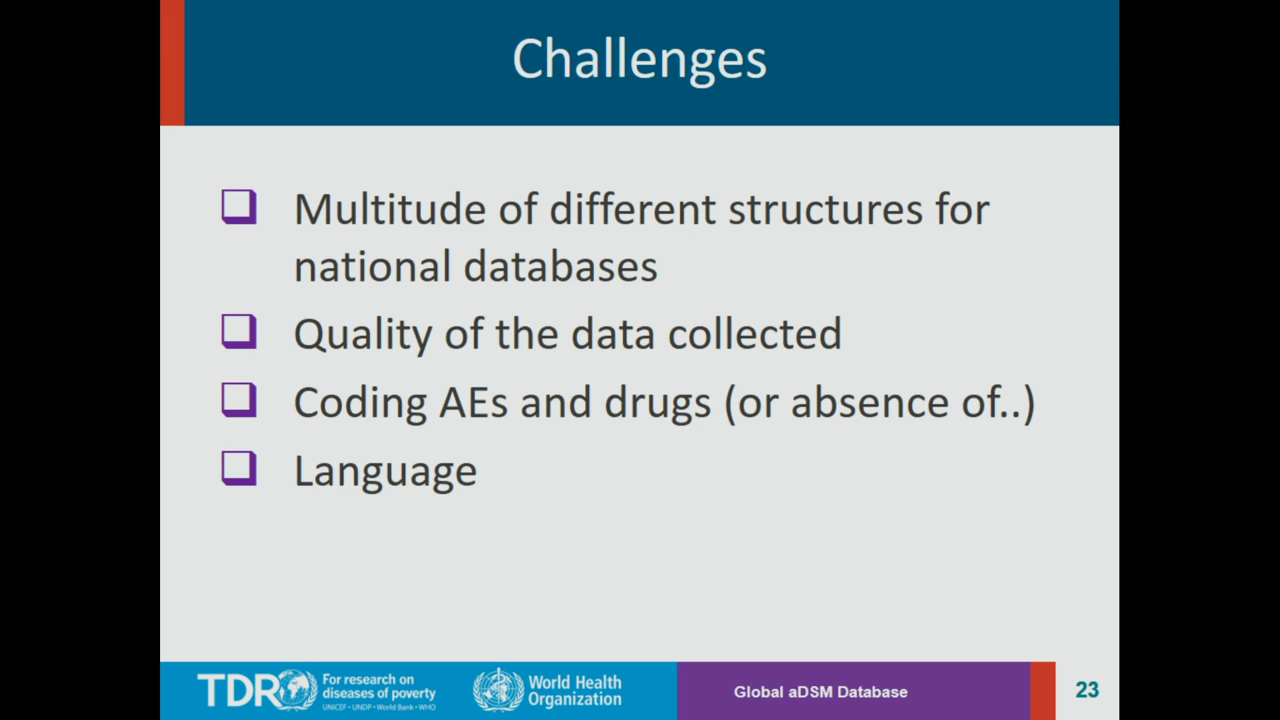 Challenges
Multitude of different structures for
national databases
Quality of the data collected
Coding AEs and drugs (or absence of..)
Language
TDR
For research on
diseases of poverty
UNICEF • UNDP • World Bank • WHO
World Health
Organization
Global aDSM Database
23